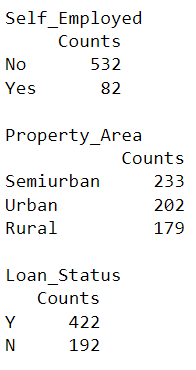 Self_Employed
Counts
No 532
Yes 82
Property_Area
Counts
Semiurban 233
Urban 202
Rural 179
Loan_Status
Counts
Y 422
N 192